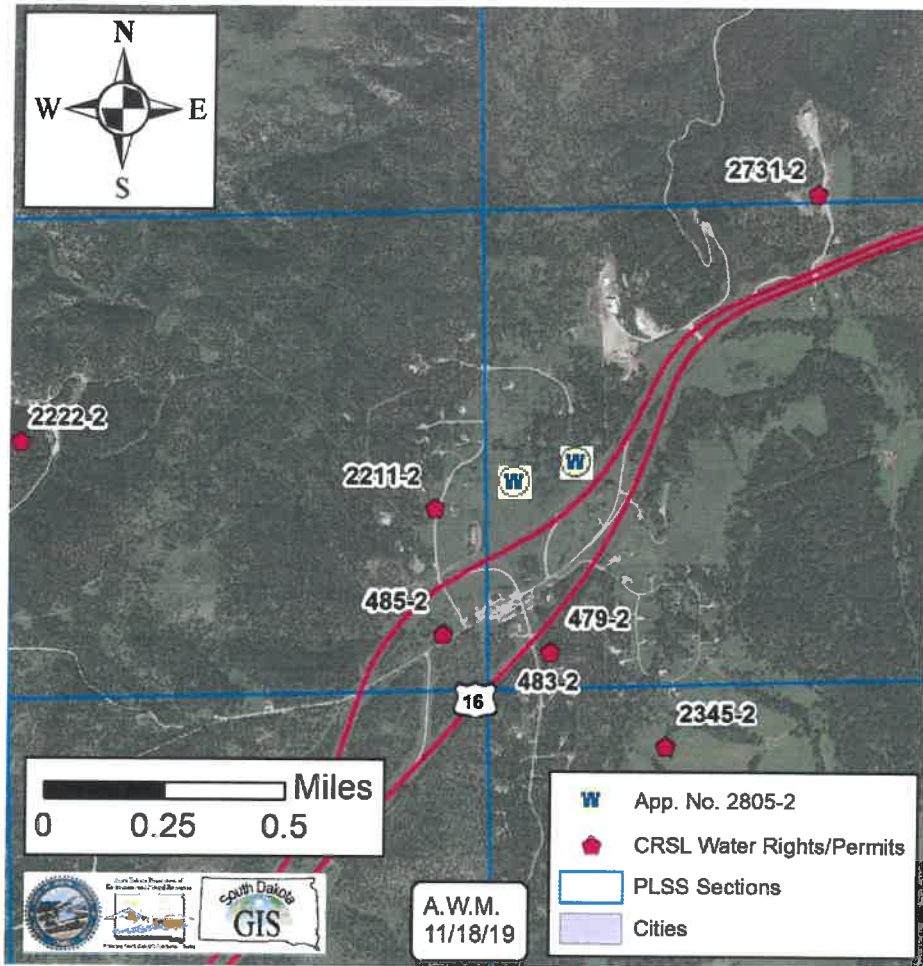 N
W E
S
2731-2
2222-2
2211-2
485-2
479-2
483-2
16
2345-2
Miles
0 0.25 0.5
W App. No. 2805-2
CRSL Water Rights/Permits
PLSS Sections
Cities
W
W
South Dakota
GIS
A.W.M.
11/18/19